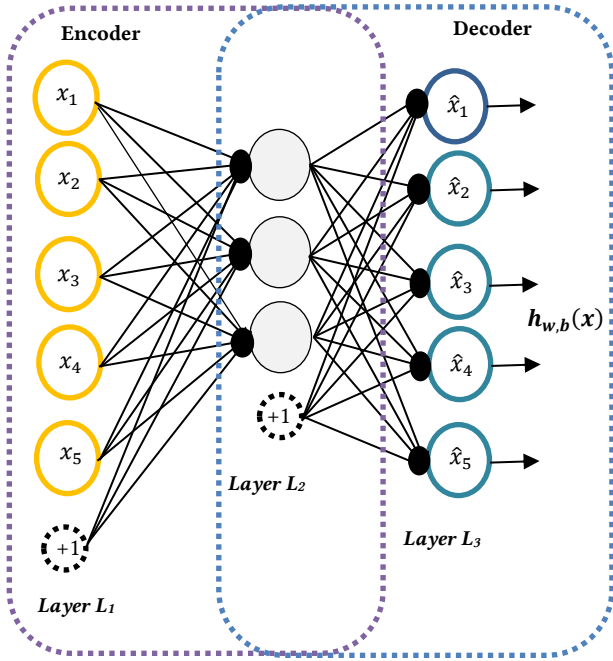 Encoder
Decoder
x₁
x₂
x₃
x₄
x₅
+1
Layer L₁
+1
Layer L₂
x̂₁
x̂₂
x̂₃
x̂₄
x̂₅
Layer L₃
h_{w,b}(x)